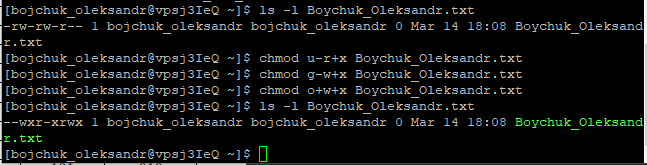 [bojchuk_oleksandr@vpsj3IeQ ~]$ ls -l Boychuk_Oleksandr.txt
-rw-rw-r-- 1 bojchuk_oleksandr bojchuk_oleksandr 0 Mar 14 18:08 Boychuk_Oleksand
r.txt
[bojchuk_oleksandr@vpsj3IeQ ~]$ chmod u-r+x Boychuk_Oleksandr.txt
[bojchuk_oleksandr@vpsj3IeQ ~]$ chmod g-w+x Boychuk_Oleksandr.txt
[bojchuk_oleksandr@vpsj3IeQ ~]$ chmod o+w+x Boychuk_Oleksandr.txt
[bojchuk_oleksandr@vpsj3IeQ ~]$ ls -l Boychuk_Oleksandr.txt
--wxr-xrwx 1 bojchuk_oleksandr bojchuk_oleksandr 0 Mar 14 18:08 Boychuk_Oleksand
r.txt
[bojchuk_oleksandr@vpsj3IeQ ~]$